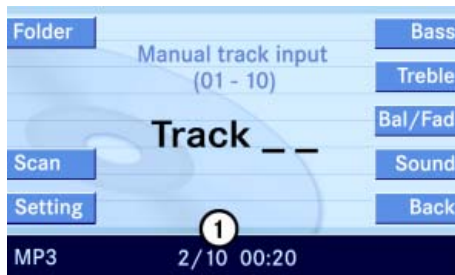 Folder
Manual track input
(01 - 10)
Track _ _
Scan
Setting
Bass
Treble
Bal/Fad
Sound
Back
1
MP3
2/10 00:20